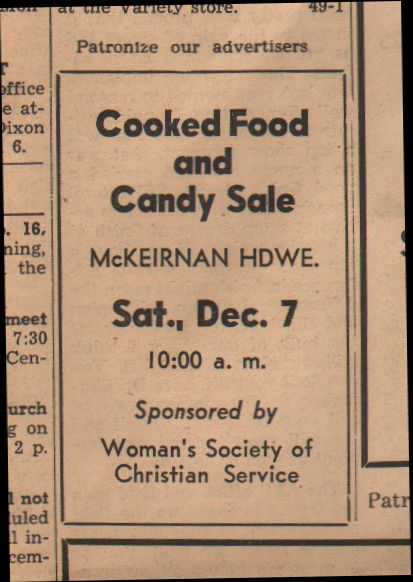 at the Variety store.
49-1
Patronize our advertisers
Cooked Food
and
Candy Sale
McKEIRNAN HDWE.
Sat., Dec. 7
10:00 a. m.
Sponsored by
Woman's Society of
Christian Service
office
e at-
Dixon
6.
. 16,
ning,
the
meet
7:30
Cen-
urch
g on
2 p.
l not
uled
l in-
cem-
Patr